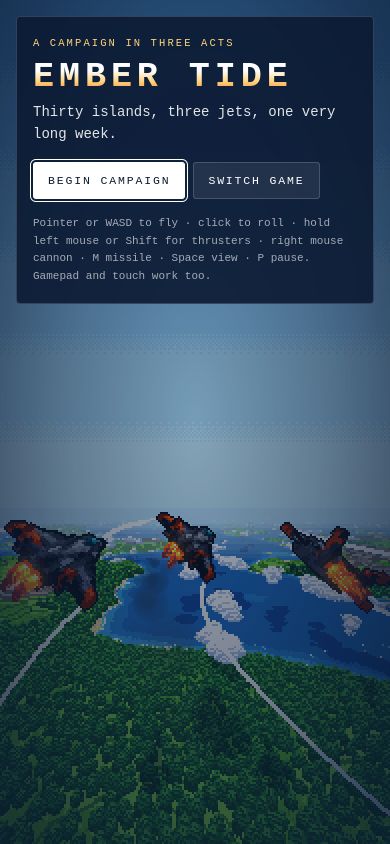 A CAMPAIGN IN THREE ACTS
EMBER TIDE
Thirty islands, three jets, one very
long week.
BEGIN CAMPAIGN
SWITCH GAME
Pointer or WASD to fly · click to roll · hold
left mouse or Shift for thrusters · right mouse
cannon · M missile · Space view · P pause.
Gamepad and touch work too.